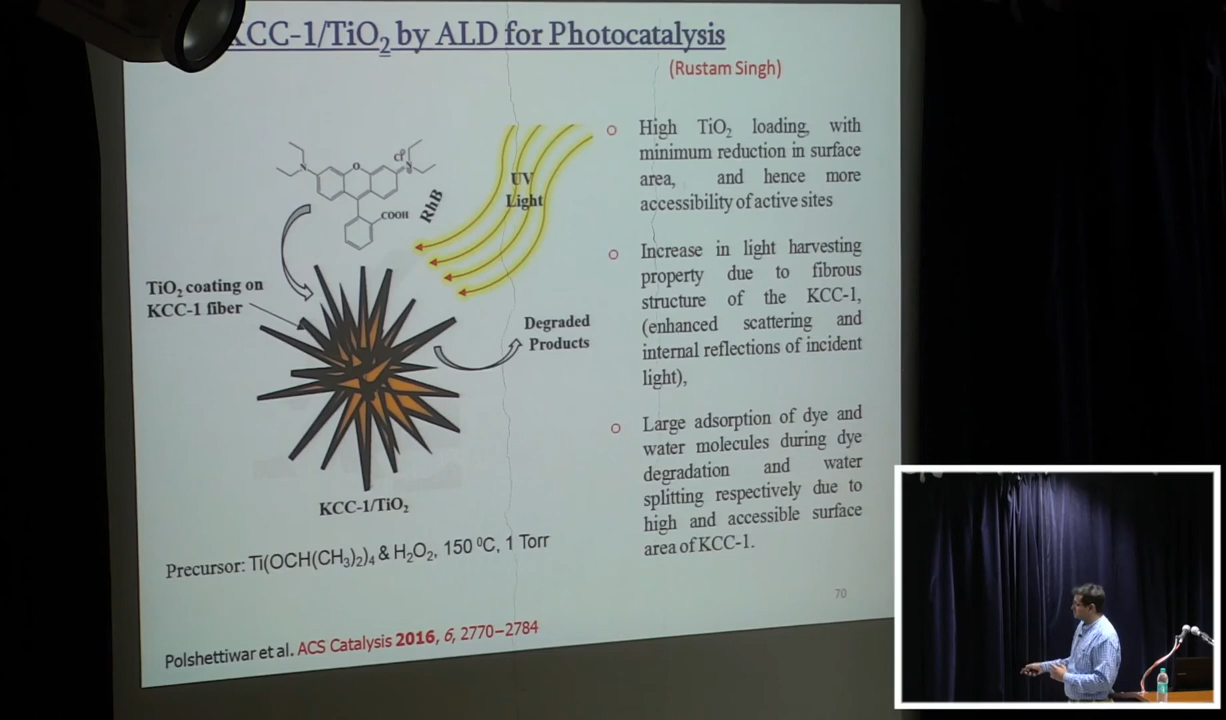 KCC-1/TiO₂ by ALD for Photocatalysis
(Rustam Singh)
O
N
N
Cl
COOH
RhB
UV
Light
TiO₂ coating on
KCC-1 fiber
Degraded
Products
KCC-1/TiO₂
Precursor: Ti(OCH(CH₃)₂)₄ & H₂O₂, 150 ⁰C, 1 Torr
Polshettiwar et al. ACS Catalysis 2016, 6, 2770–2784
High TiO₂ loading, with
minimum reduction in surface
area, and hence more
accessibility of active sites
Increase in light harvesting
property due to fibrous
structure of the KCC-1,
(enhanced scattering and
internal reflections of incident
light),
Large adsorption of dye and
water molecules during dye
degradation and water
splitting respectively due to
high and accessible surface
area of KCC-1.
70